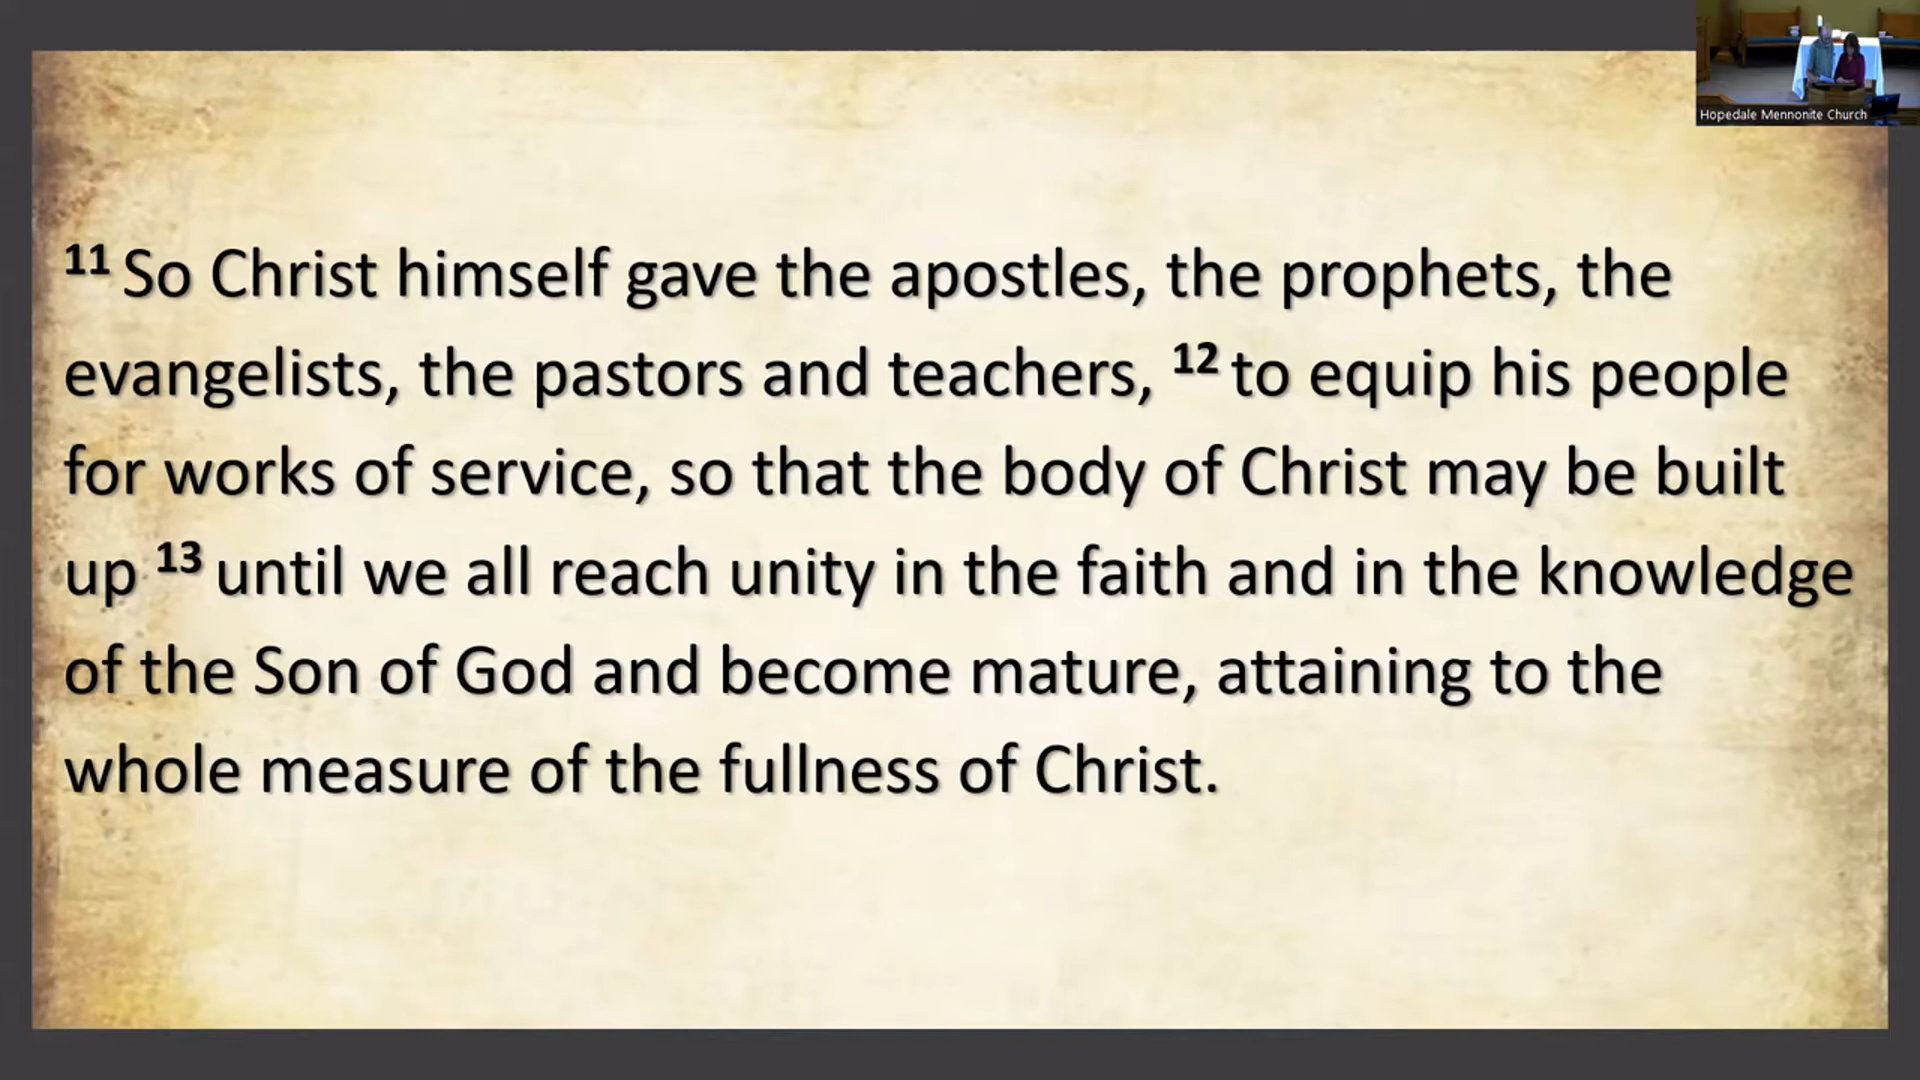 Hopedale Mennonite Church
11 So Christ himself gave the apostles, the prophets, the
evangelists, the pastors and teachers, 12 to equip his people
for works of service, so that the body of Christ may be built
up 13 until we all reach unity in the faith and in the knowledge
of the Son of God and become mature, attaining to the
whole measure of the fullness of Christ.